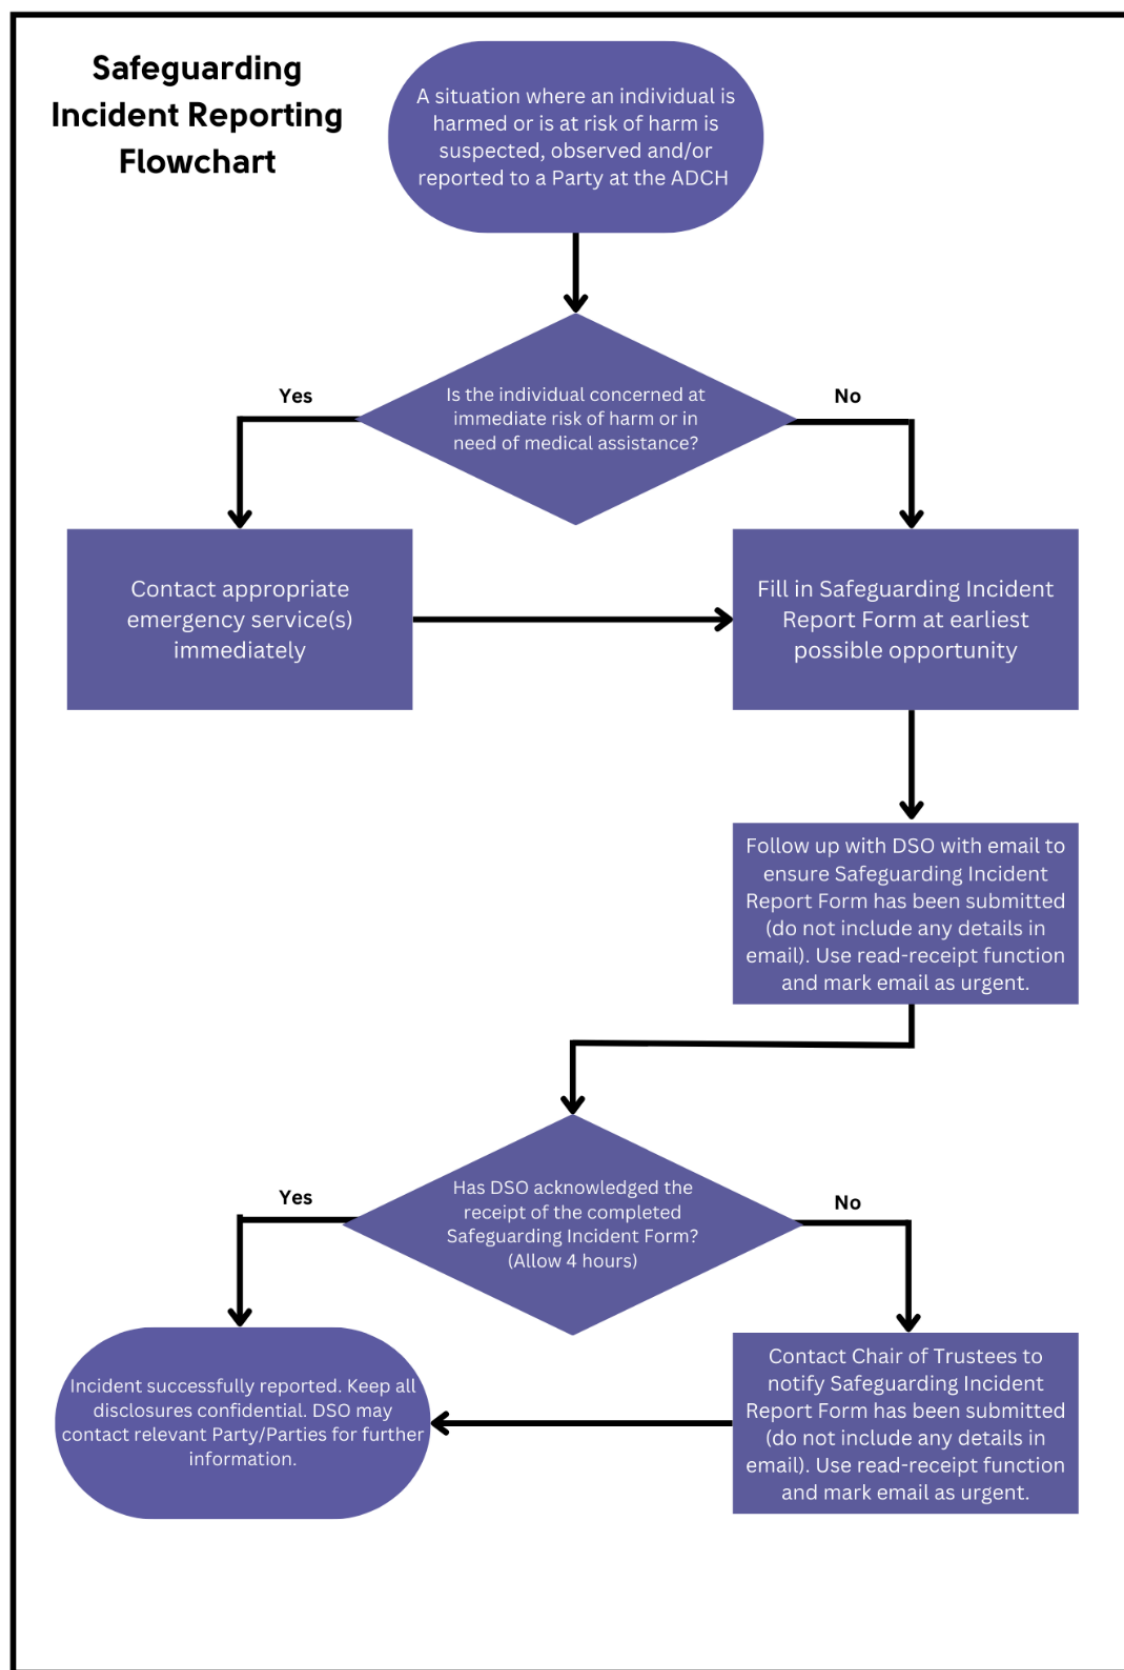 Safeguarding
Incident Reporting
Flowchart
A situation where an individual is
harmed or is at risk of harm is
suspected, observed and/or
reported to a Party at the ADCH
Is the individual concerned at
immediate risk of harm or in
need of medical assistance?
Yes
No
Contact appropriate
emergency service(s)
immediately
Fill in Safeguarding Incident
Report Form at earliest
possible opportunity
Follow up with DSO with email to
ensure Safeguarding Incident
Report Form has been submitted
(do not include any details in
email). Use read-receipt function
and mark email as urgent.
Has DSO acknowledged the
receipt of the completed
Safeguarding Incident Form?
(Allow 4 hours)
Yes
No
Incident successfully reported. Keep all
disclosures confidential. DSO may
contact relevant Party/Parties for further
information.
Contact Chair of Trustees to
notify Safeguarding Incident
Report Form has been submitted
(do not include any details in
email). Use read-receipt function
and mark email as urgent.